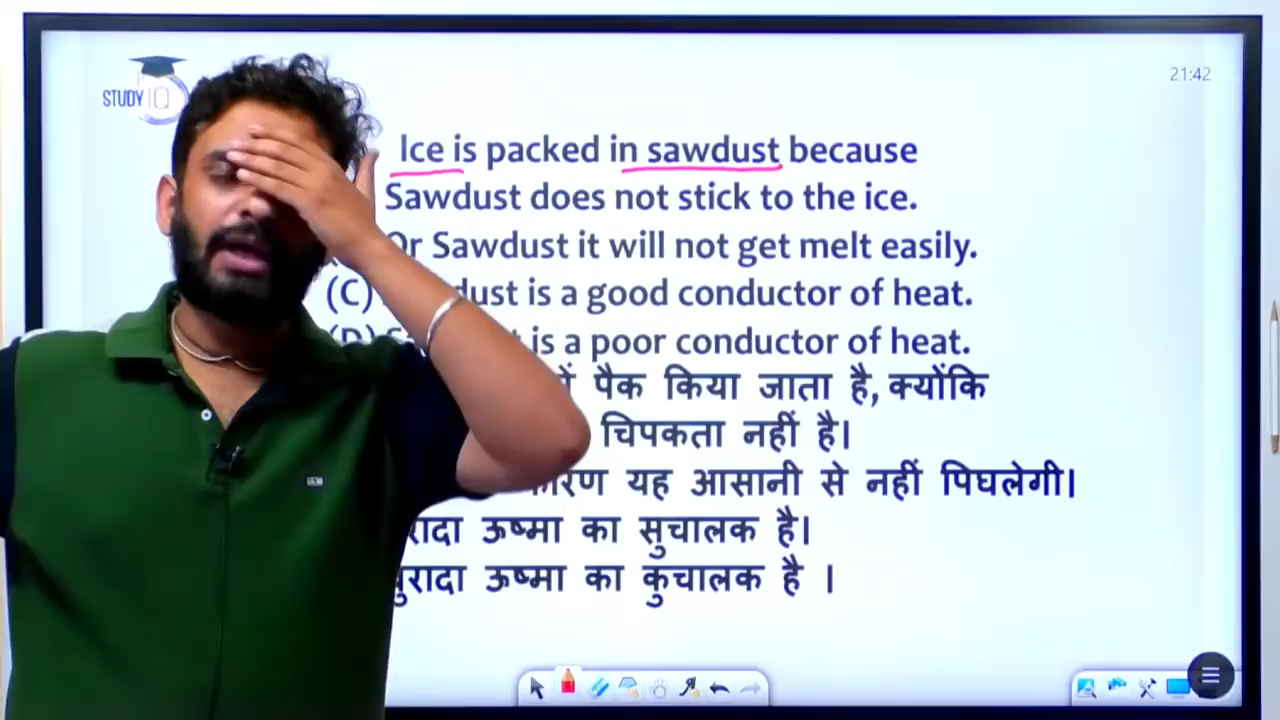 STUDY IQ
21:42
Ice is packed in sawdust because
Sawdust does not stick to the ice.
Or Sawdust it will not get melt easily.
(C) is a good conductor of heat.
(D) is a poor conductor of heat.
में पैक किया जाता है, क्योंकि
चिपकता नहीं है।
कारण यह आसानी से नहीं पिघलेगी।
ऊष्मा का सुचालक है।
बुरादा ऊष्मा का कुचालक है ।